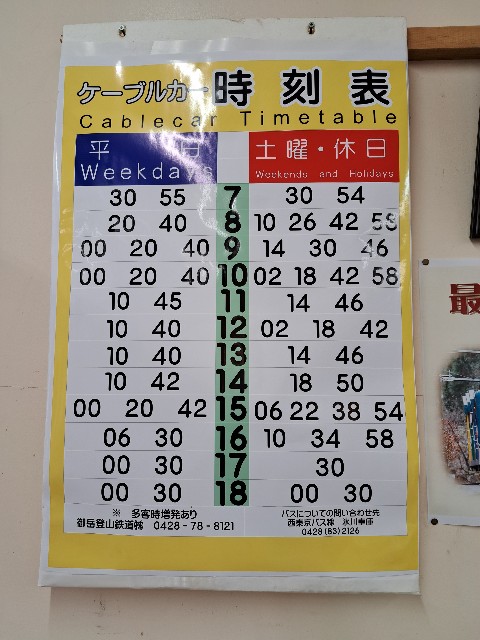 ケーブルカー 時刻表
Cablecar Timetable
平日 土曜・休日
Weekdays Weekends and Holidays
30 55 7 30 54
20 40 8 10 26 42 58
00 20 40 9 14 30 46
00 20 40 10 02 18 42 58
10 45 11 14 46
10 40 12 02 18 42
10 40 13 14 46
10 42 14 18 50
00 20 42 15 06 22 38 54
06 30 16 10 34 58
00 30 17 30
00 30 18 00 30
※ 多客時増発あり バスについての問い合わせ先
御岳登山鉄道㈱ 0428-78-8121 西東京バス㈱ 氷川車庫
0428(83)2126
最